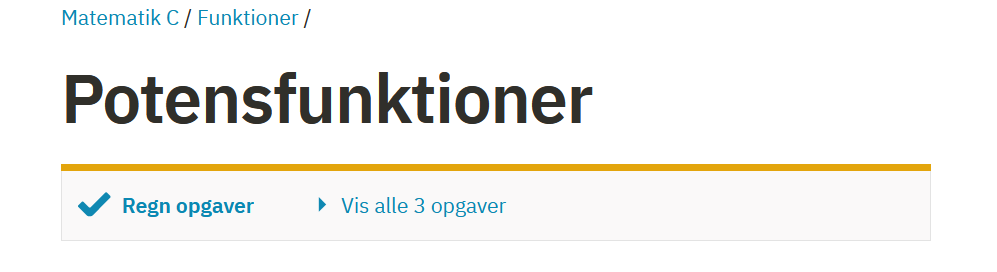 Matematik C / Funktioner /
Potensfunktioner
Regn opgaver Vis alle 3 opgaver